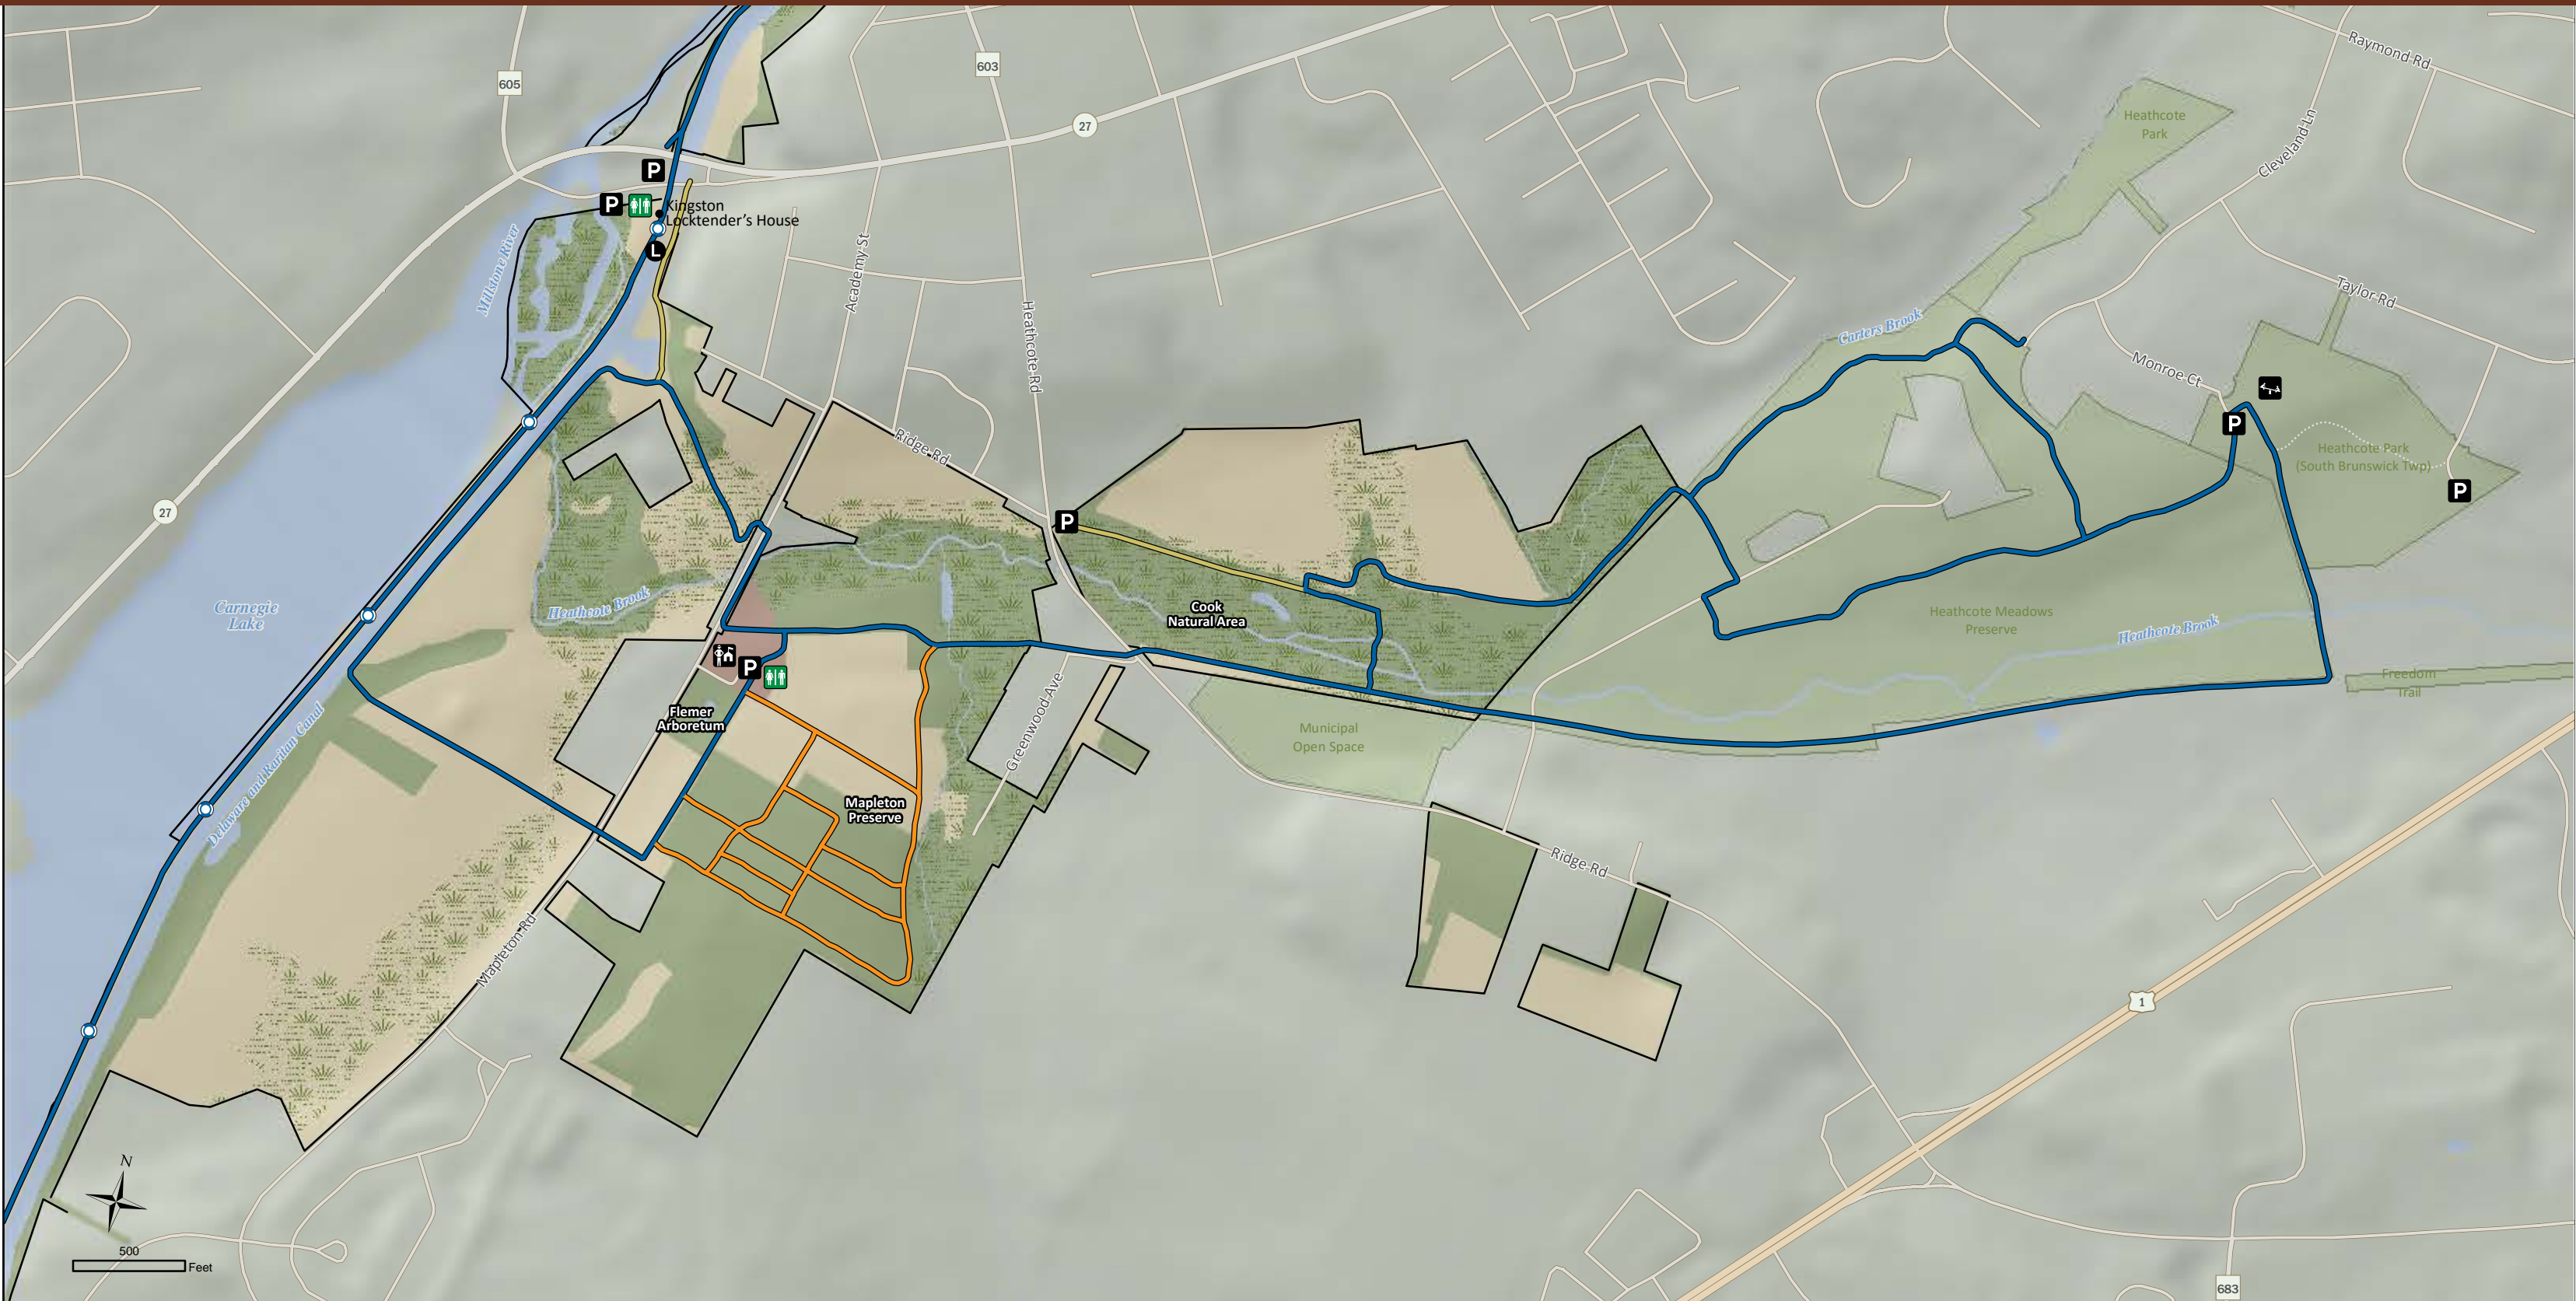 605
603
27
Raymond Rd
Heathcote
Park
Cleveland Ln
P
P
Kingston
Locktender's House
L
Millstone River
Academy St
Heathcote Rd
Taylor Rd
Carters Brook
Monroe Ct
P
Heathcote Park
(South Brunswick Twp)
P
Ridge Rd
27
P
Carnegie
Lake
Heathcote Brook
Cook
Natural Area
Heathcote Meadows
Preserve
Heathcote Brook
P
Freedom
Trail
Flemer
Arboretum
Greenwood Ave
Municipal
Open Space
Delaware and Raritan Canal
Mapleton
Preserve
Ridge Rd
Mapleton Rd
1
N
500
Feet
683